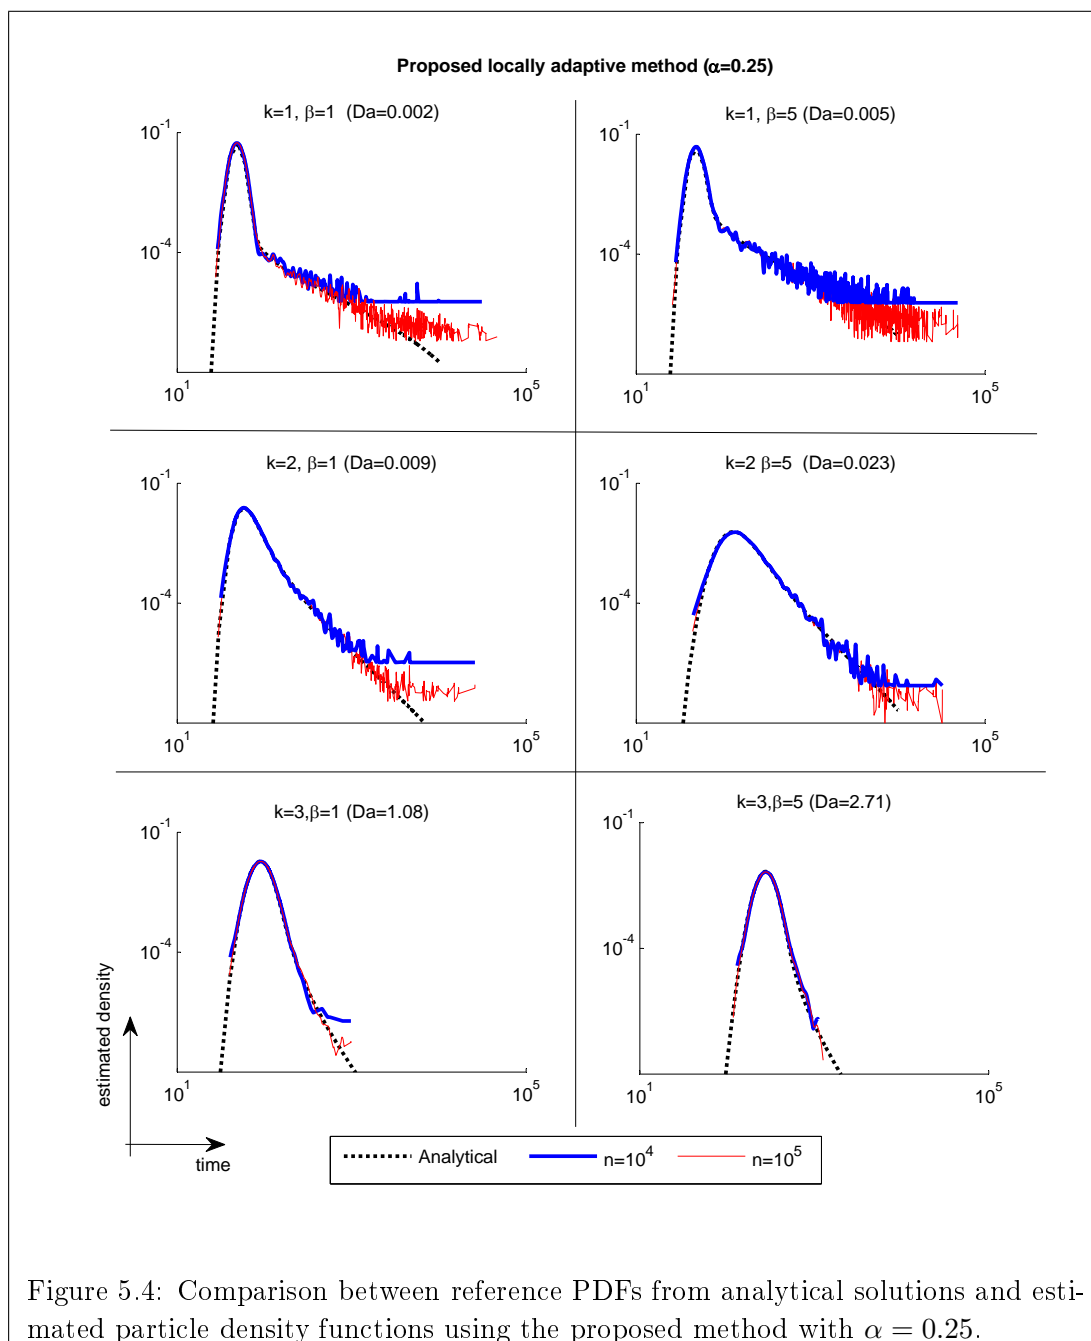 Proposed locally adaptive method (α=0.25)
k=1, β=1 (Da=0.002)
10^-1
10^-4
10^1
10^5
k=1, β=5 (Da=0.005)
10^-1
10^-4
10^1
10^5
k=2, β=1 (Da=0.009)
10^-1
10^-4
10^1
10^5
k=2 β=5 (Da=0.023)
10^-1
10^-4
10^1
10^5
k=3,β=1 (Da=1.08)
10^-1
10^-4
10^1
10^5
k=3,β=5 (Da=2.71)
10^-1
10^-4
10^1
10^5
estimated density
time
Analytical
n=10^4
n=10^5
Figure 5.4: Comparison between reference PDFs from analytical solutions and esti-
mated particle density functions using the proposed method with α = 0.25.